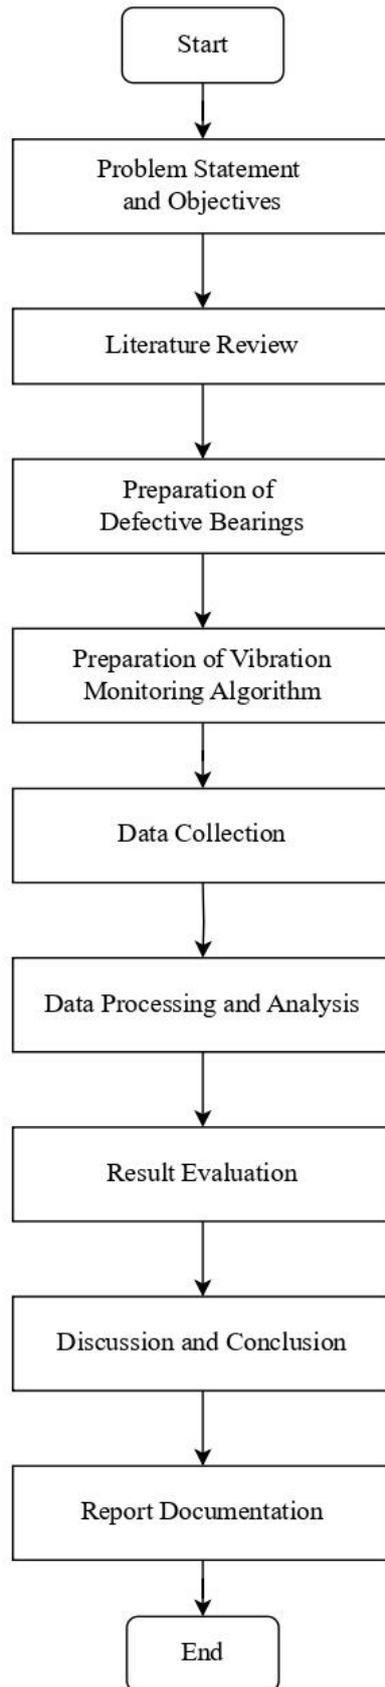 Start
Problem Statement
and Objectives
Literature Review
Preparation of
Defective Bearings
Preparation of Vibration
Monitoring Algorithm
Data Collection
Data Processing and Analysis
Result Evaluation
Discussion and Conclusion
Report Documentation
End